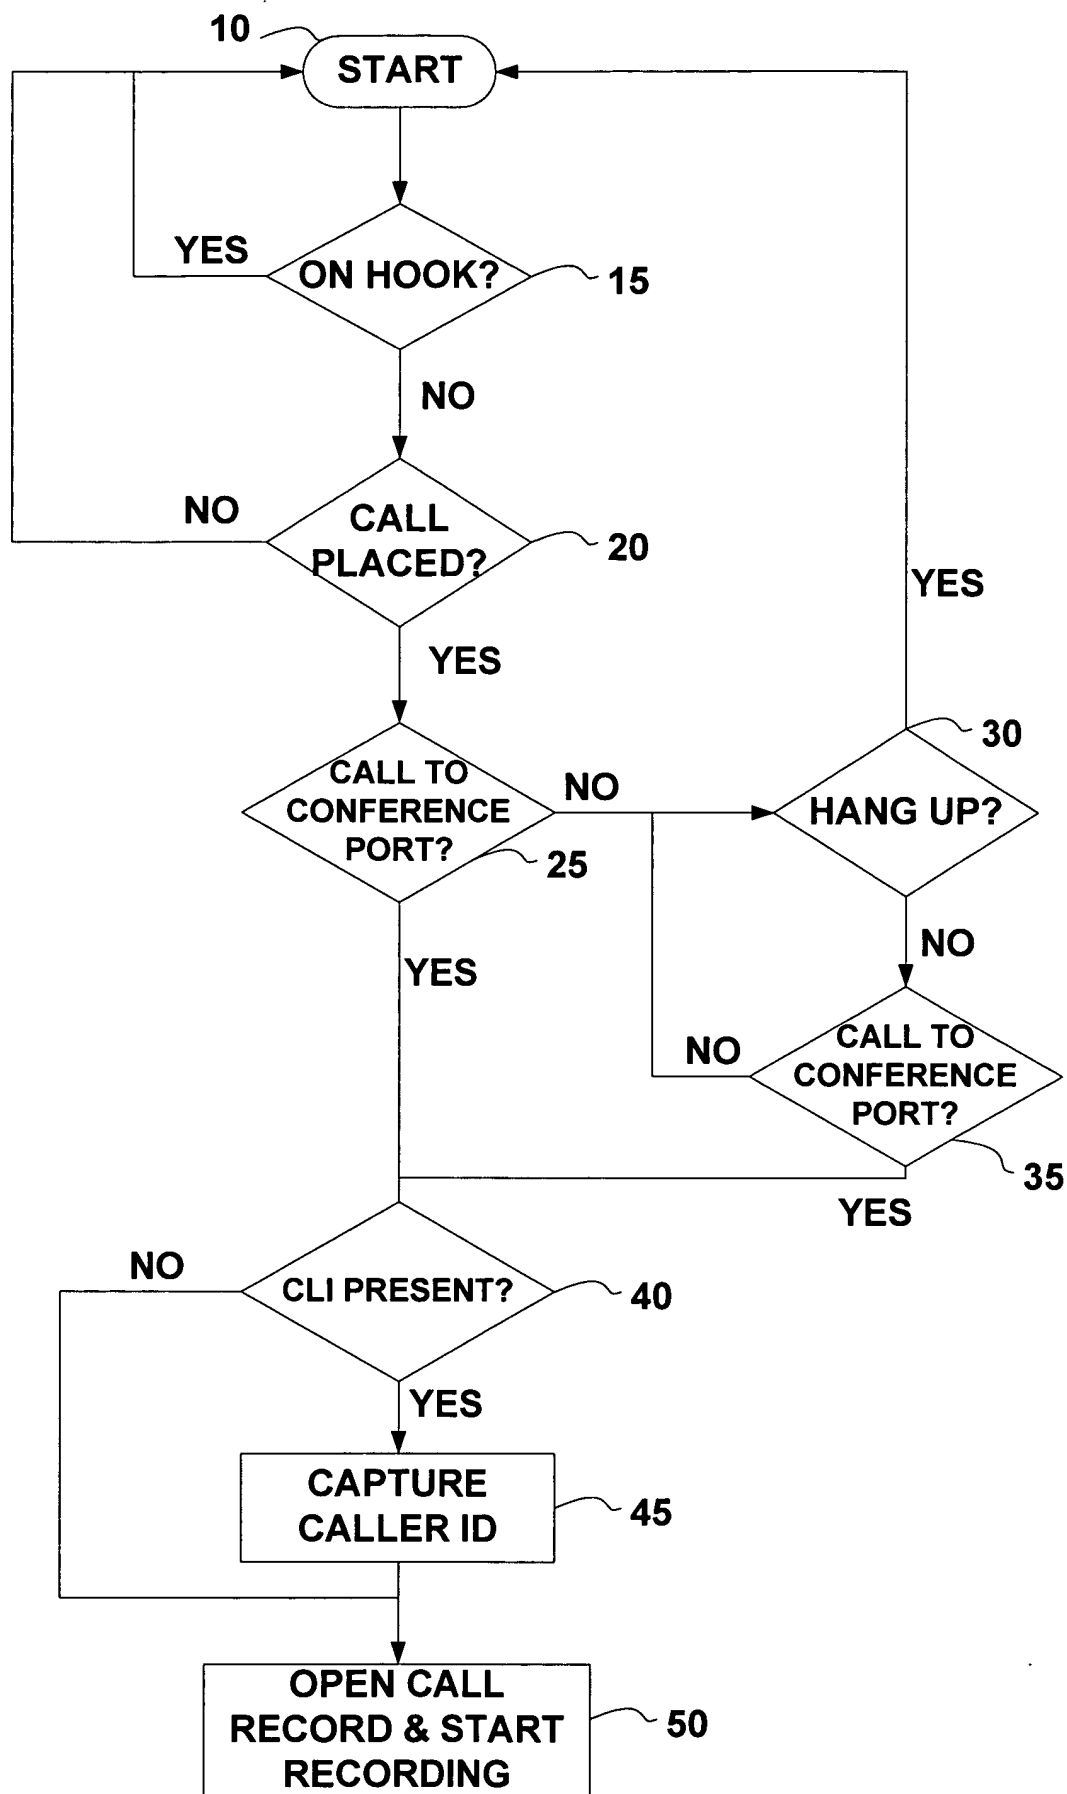 10
START
YES
ON HOOK?
15
NO
NO
CALL
PLACED?
20
YES
YES
CALL TO
CONFERENCE
PORT?
25
NO
30
HANG UP?
NO
YES
NO
CALL TO
CONFERENCE
PORT?
35
YES
NO
CLI PRESENT?
40
YES
CAPTURE
CALLER ID
45
OPEN CALL
RECORD & START
RECORDING
50